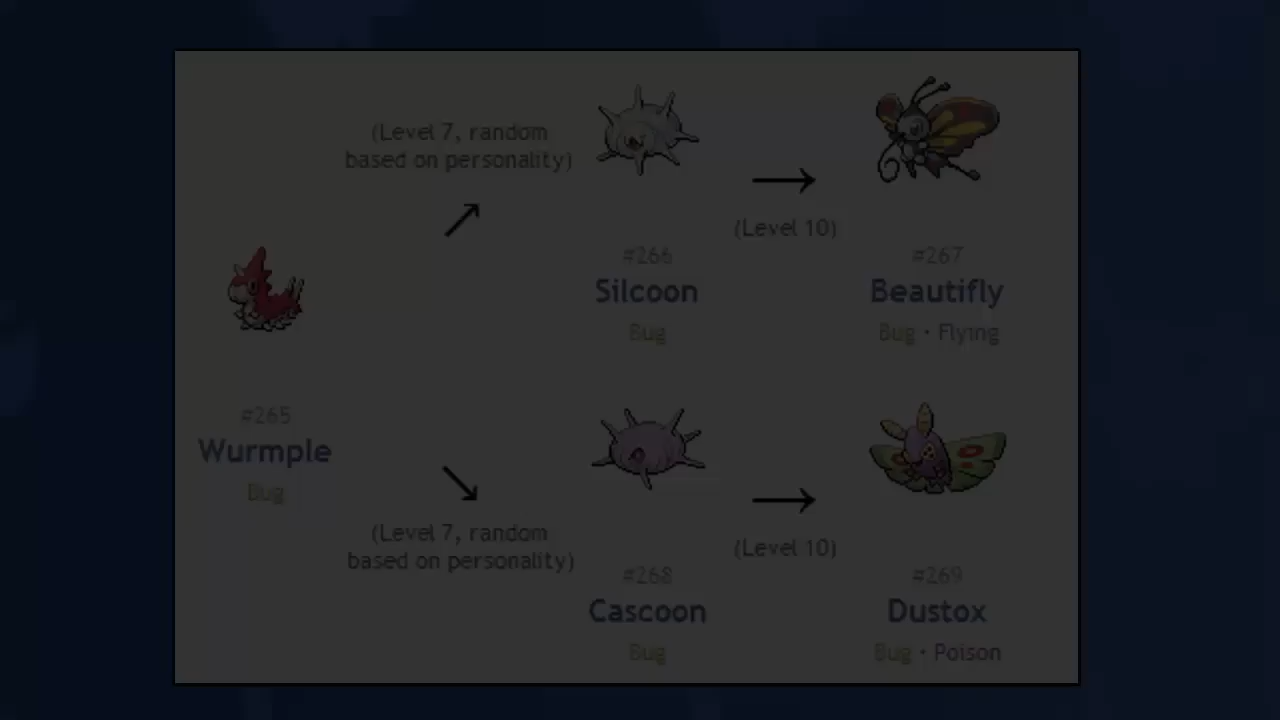 (Level 7, random
based on personality)
(Level 10)
#266
Silcoon
Bug
#267
Beautifly
Bug · Flying
#265
Wurmple
Bug
(Level 7, random
based on personality)
(Level 10)
#268
Cascoon
Bug
#269
Dustox
Bug · Poison